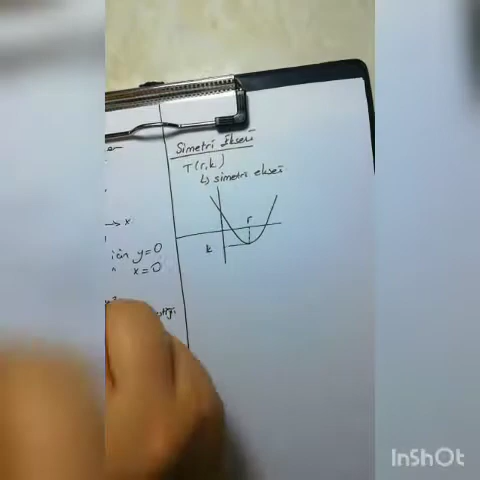 Simetri Ekseni
T(r,k)
↳ simetri ekseni
→ x
r
için y=0
k
x=0
InShOt